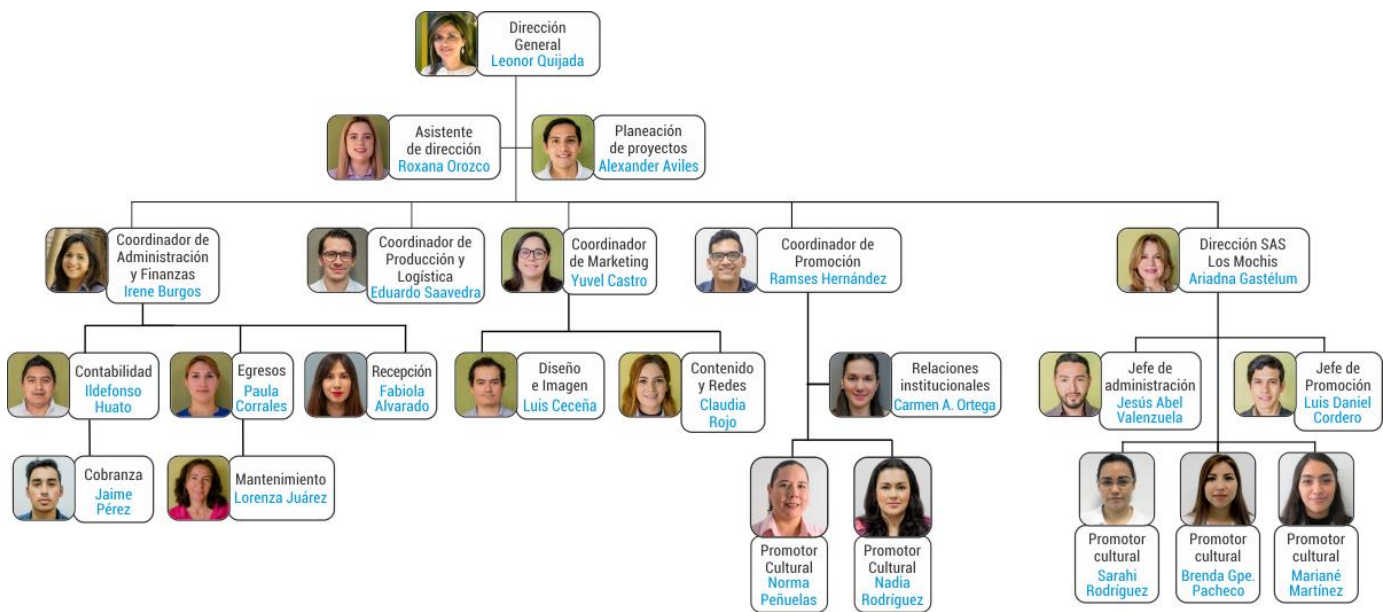 Dirección
General
Leonor Quijada
Asistente
de dirección
Roxana Orozco
Planeación
de proyectos
Alexander Aviles
Coordinador de
Administración
y Finanzas
Irene Burgos
Coordinador de
Producción y
Logística
Eduardo Saavedra
Coordinador
de Marketing
Yuvel Castro
Coordinador de
Promoción
Ramses Hernández
Dirección SAS
Los Mochis
Ariadna Gastélum
Contabilidad
Ildefonso
Huato
Egresos
Paula
Corrales
Recepción
Fabiola
Alvarado
Diseño
e Imagen
Luis Ceceña
Contenido
y Redes
Claudia
Rojo
Relaciones
institucionales
Carmen A. Ortega
Jefe de
administración
Jesús Abel
Valenzuela
Jefe de
Promoción
Luis Daniel
Cordero
Cobranza
Jaime
Pérez
Mantenimiento
Lorenza Juárez
Promotor
Cultural
Norma
Peñuelas
Promotor
Cultural
Nadia
Rodríguez
Promotor
cultural
Sarahi
Rodríguez
Promotor
cultural
Brenda Gpe.
Pacheco
Promotor
cultural
Mariané
Martínez